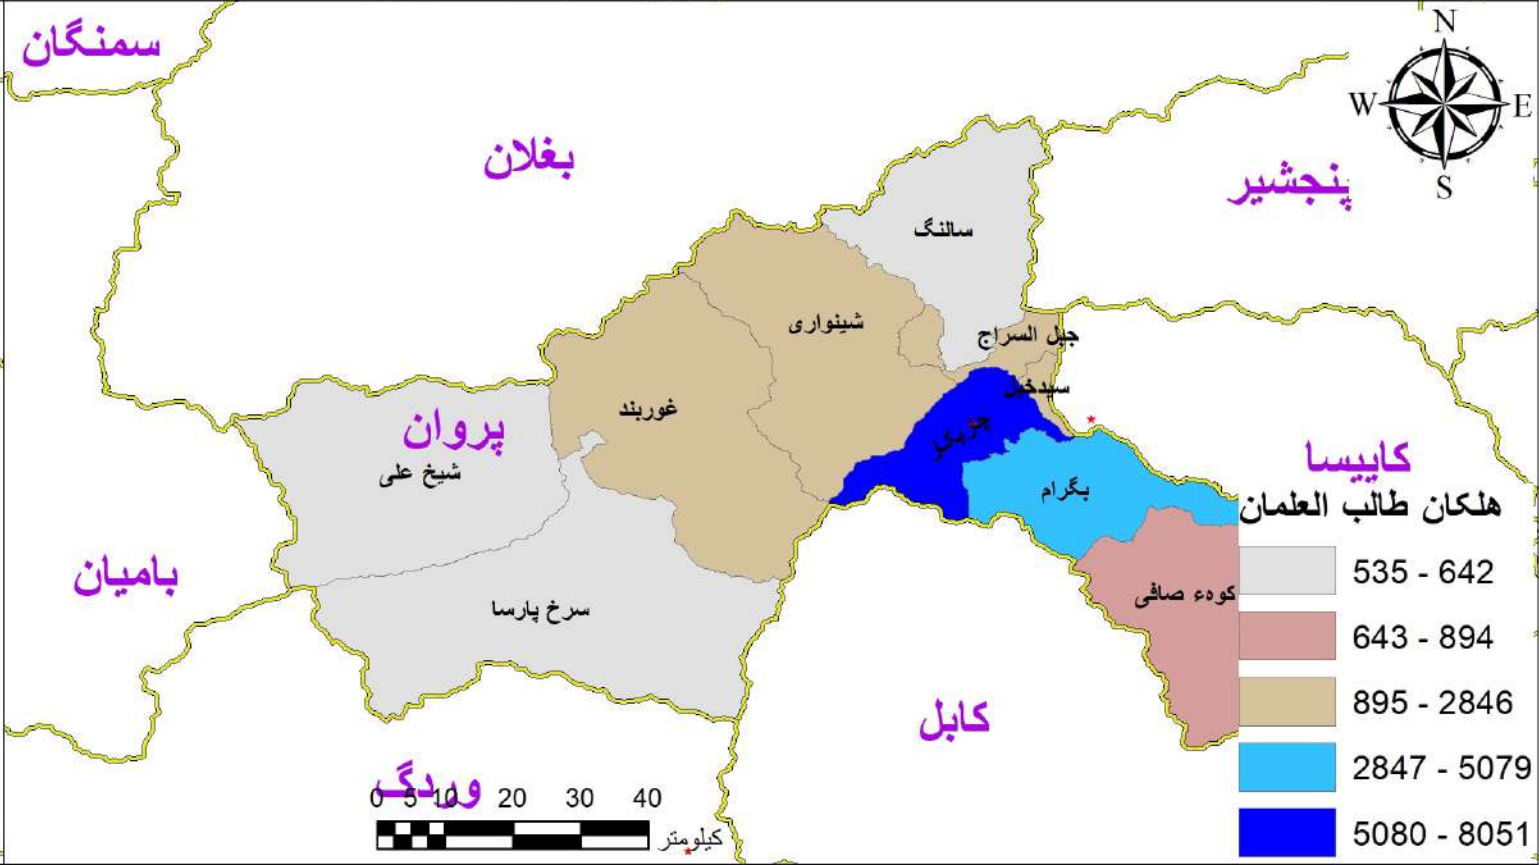 سمنگان
N
W
E
S
بغلان
پنجشیر
سالنگ
شینواری
جبل السراج
سیدخیل
غوربند
چاریکار
پروان
شیخ علی
بگرام
کاپیسا
هلکان طالب العلمان
535 - 642
643 - 894
895 - 2846
2847 - 5079
5080 - 8051
بامیان
سرخ پارسا
کوهء صافی
کابل
وردگ
0 5 10 20 30 40
کیلومتر